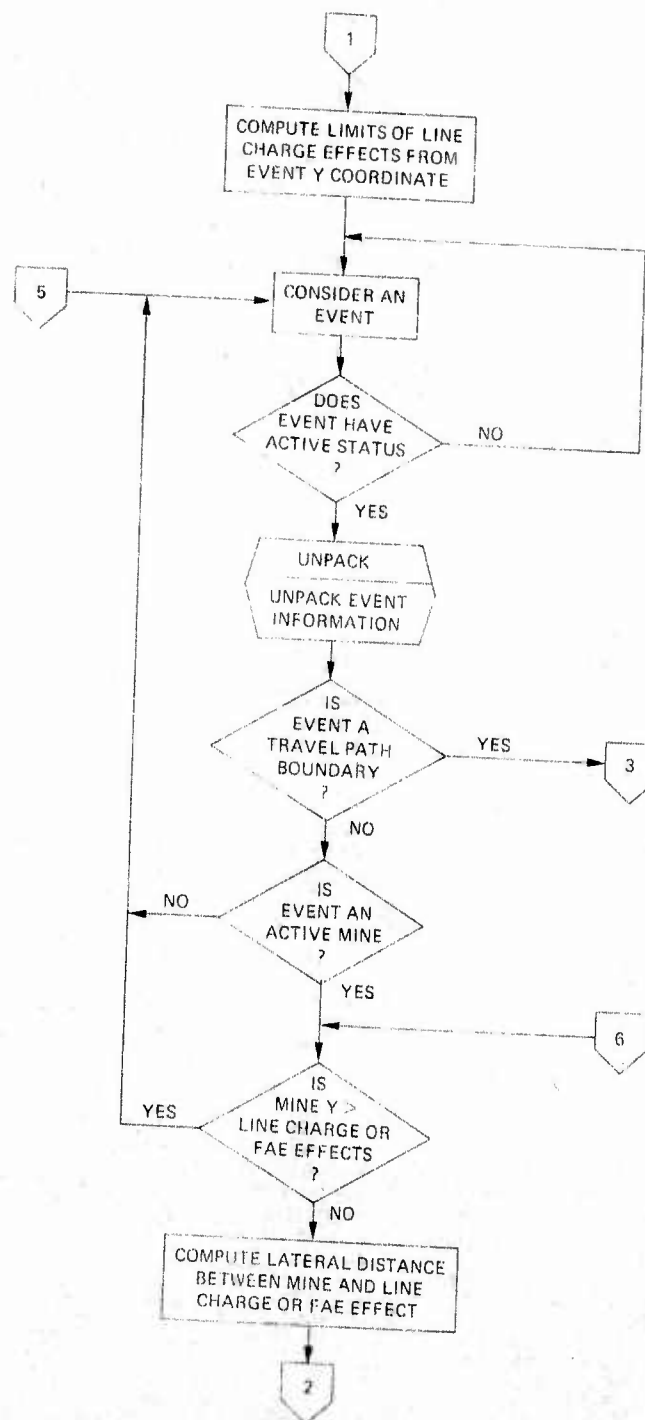 1
COMPUTE LIMITS OF LINE
CHARGE EFFECTS FROM
EVENT Y COORDINATE
5
CONSIDER AN
EVENT
DOES
EVENT HAVE
ACTIVE STATUS
?
NO
YES
UNPACK
UNPACK EVENT
INFORMATION
IS
EVENT A
TRAVEL PATH
BOUNDARY
?
YES
3
NO
IS
EVENT AN
ACTIVE MINE
?
NO
YES
6
IS
MINE Y >
LINE CHARGE OR
FAE EFFECTS
?
YES
NO
COMPUTE LATERAL DISTANCE
BETWEEN MINE AND LINE
CHARGE OR FAE EFFECT
2